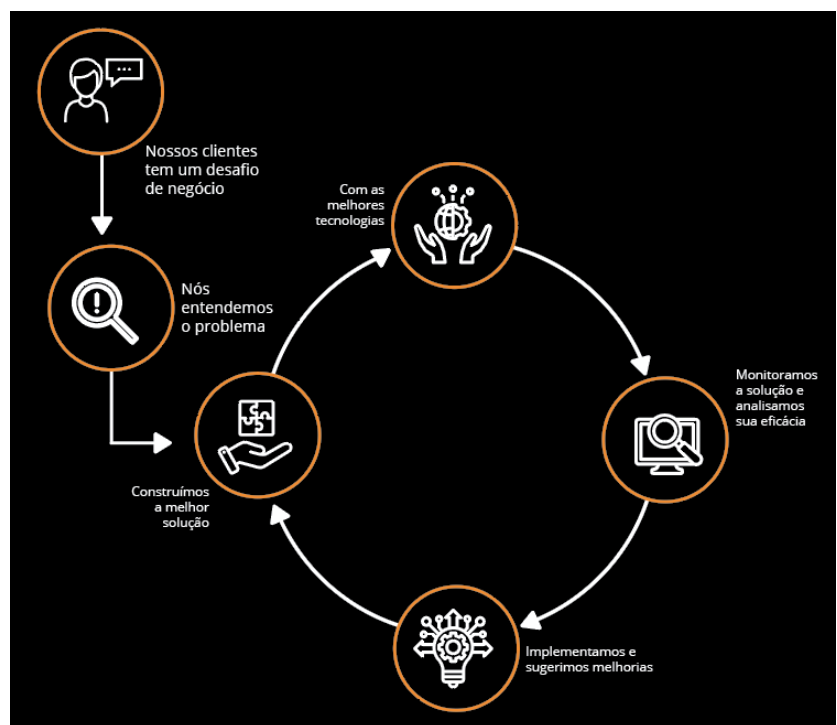 Nossos clientes
tem um desafio
de negócio
Nós
entendemos
o problema
Construímos
a melhor
solução
Com as
melhores
tecnologias
Monitoramos
a solução e
analisamos
sua eficácia
Implementamos e
sugerimos melhorias